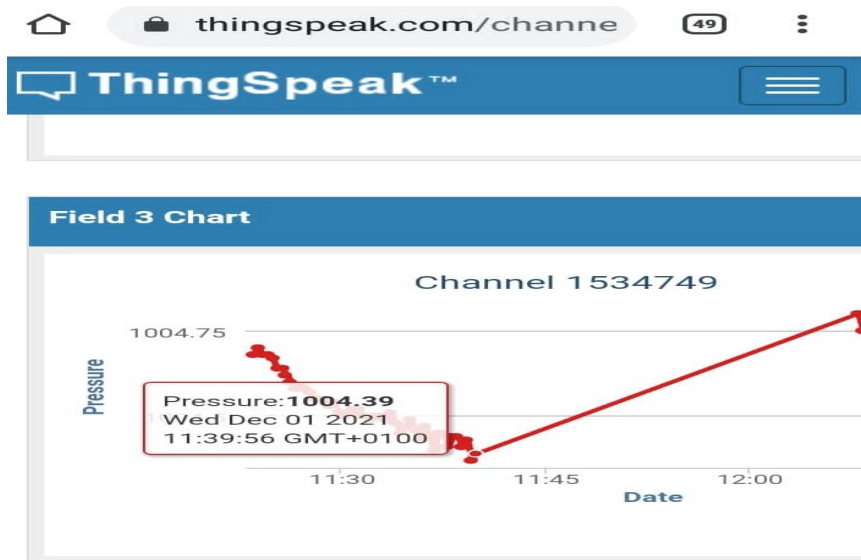 thingspeak.com/channe
49
ThingSpeak™
Field 3 Chart
Channel 1534749
1004.75
Pressure
Pressure:1004.39
Wed Dec 01 2021
11:39:56 GMT+0100
11:30
11:45
12:00
Date